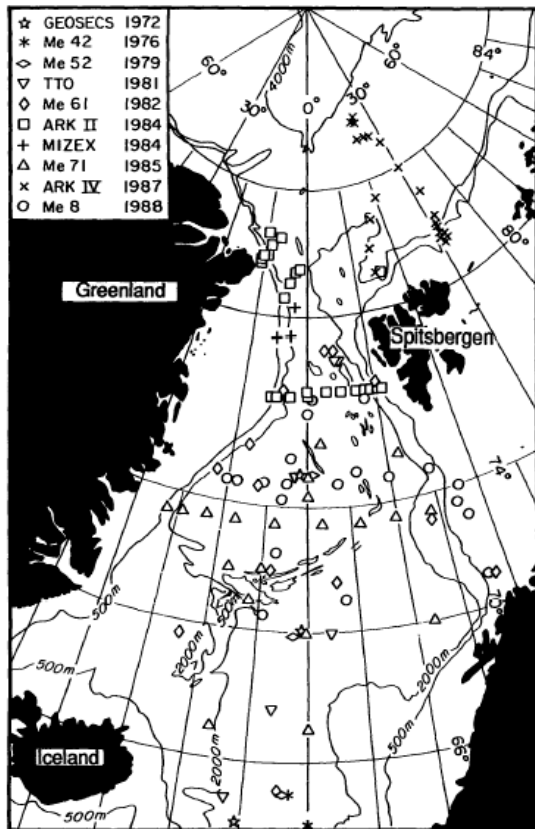 GEOSECS 1972
Me 42 1976
Me 52 1979
TTO 1981
Me 61 1982
ARK II 1984
MIZEX 1984
Me 71 1985
ARK IV 1987
Me 8 1988
60°
30°
4000m
0°
30°
60°
84°
80°
Greenland
Spitsbergen
74°
500m
500m
2000m
70°
500m
2000m
500m
2000m
66°
Iceland
500m